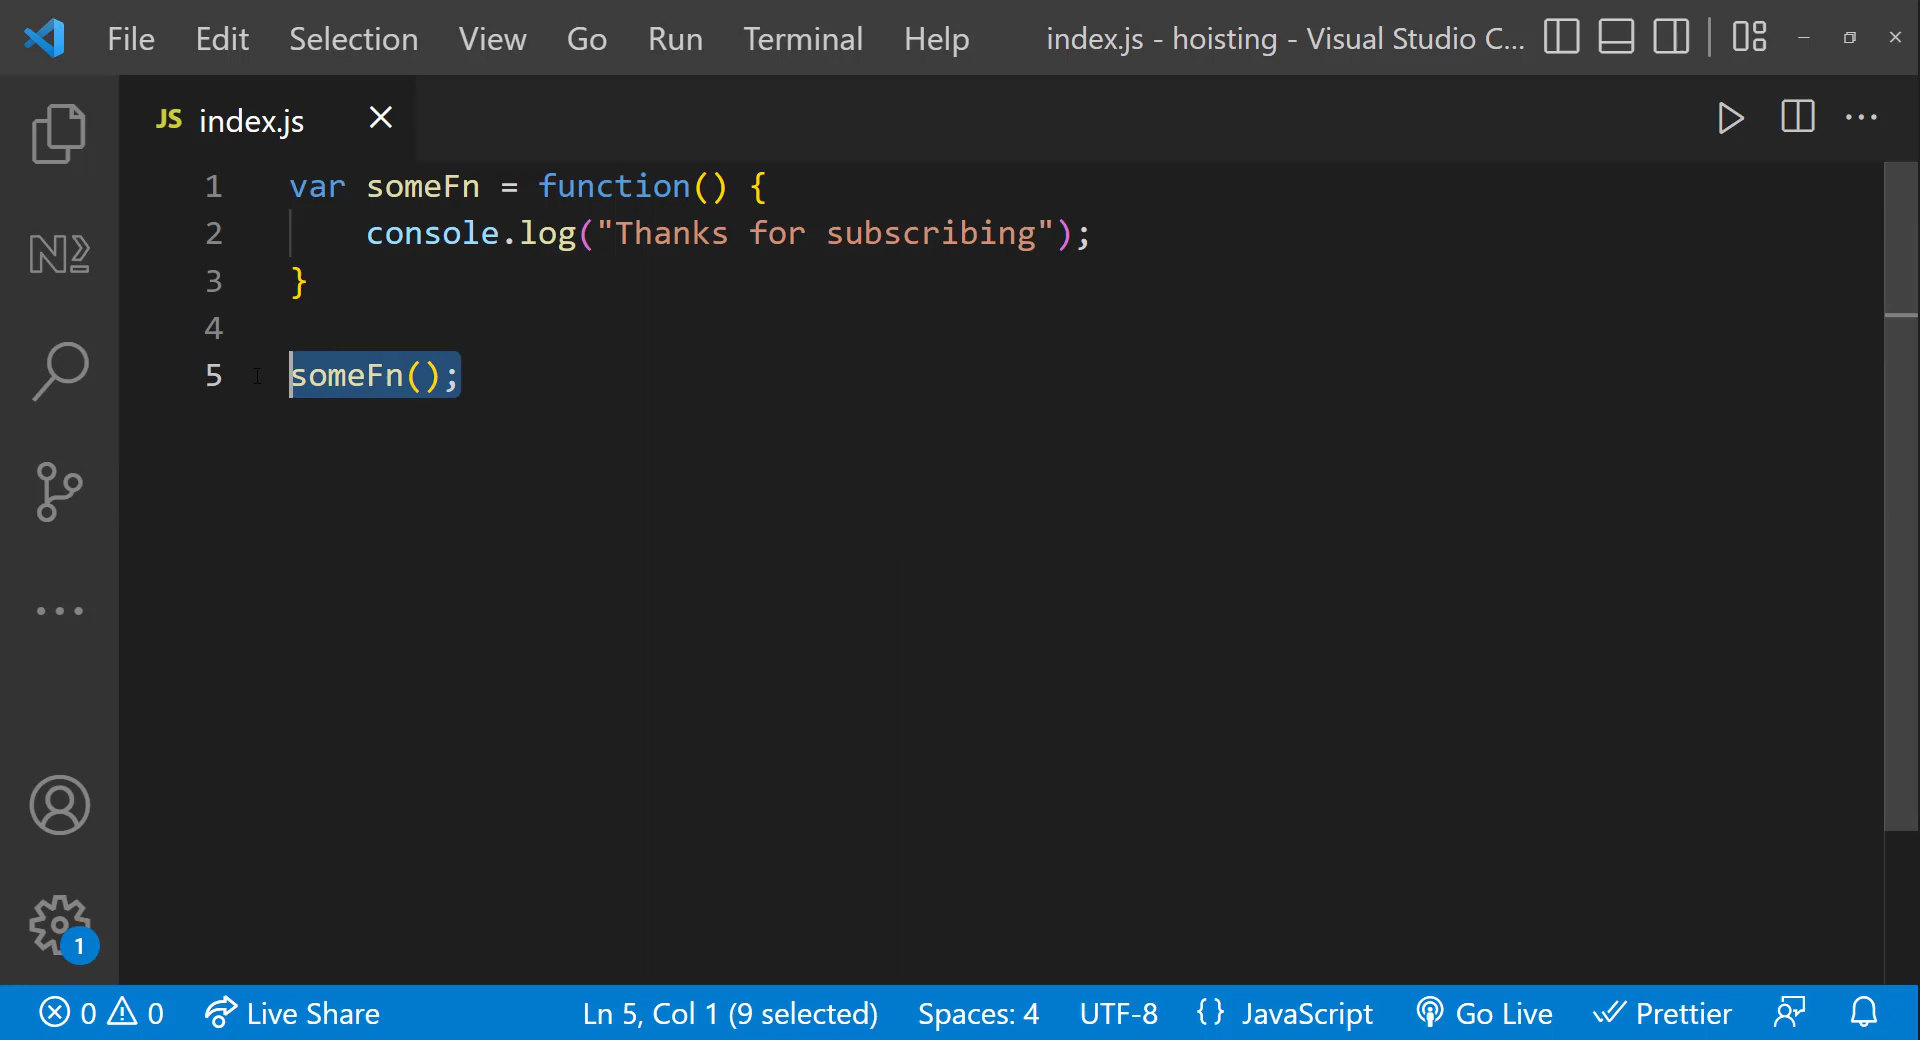 File Edit Selection View Go Run Terminal Help index.js - hoisting - Visual Studio C...
JS index.js
1 var someFn = function() {
2     console.log("Thanks for subscribing");
3 }
4
5 someFn();
1
0 0 Live Share Ln 5, Col 1 (9 selected) Spaces: 4 UTF-8 {} JavaScript Go Live Prettier